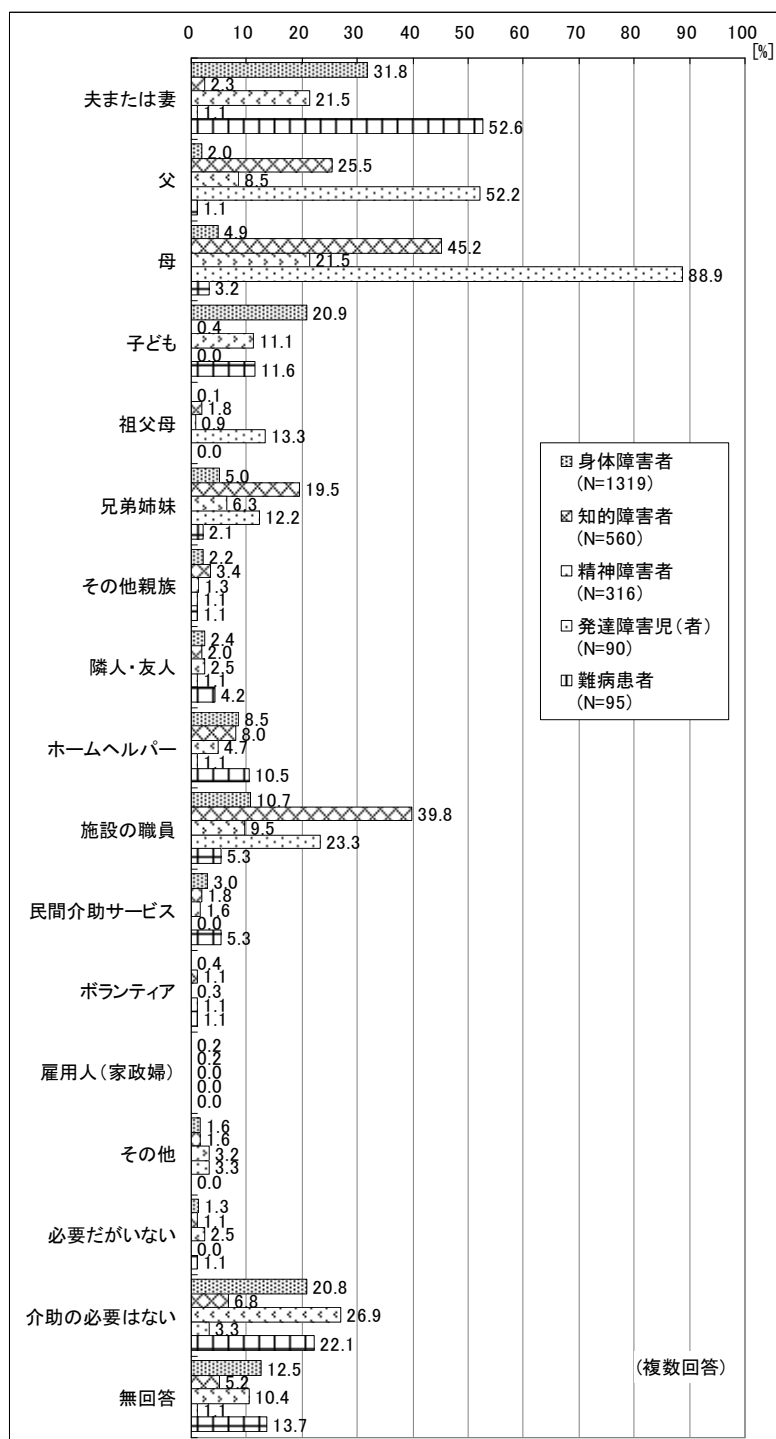 0 10 20 30 40 50 60 70 80 90 100
[%]
夫または妻
31.8
2.3
21.5
1.1
52.6
父
2.0
25.5
8.5
52.2
1.1
母
4.9
45.2
21.5
88.9
3.2
子ども
20.9
0.4
11.1
0.0
11.6
祖父母
0.1
1.8
0.9
13.3
0.0
兄弟姉妹
5.0
19.5
6.3
12.2
2.1
その他親族
2.2
3.4
1.3
1.1
1.1
隣人・友人
2.4
2.0
2.5
1.1
4.2
ホームヘルパー
8.5
8.0
4.7
1.1
10.5
施設の職員
10.7
39.8
9.5
23.3
5.3
民間介助サービス
3.0
1.8
1.6
0.0
5.3
ボランティア
0.4
1.1
0.3
1.1
1.1
雇用人(家政婦)
0.2
0.2
0.0
0.0
0.0
その他
1.6
1.6
3.2
3.3
0.0
必要だがいない
1.3
1.1
2.5
0.0
1.1
介助の必要はない
20.8
6.8
26.9
3.3
22.1
無回答
12.5
5.2
10.4
1.1
13.7
身体障害者
(N=1319)
知的障害者
(N=560)
精神障害者
(N=316)
発達障害児(者)
(N=90)
難病患者
(N=95)
(複数回答)